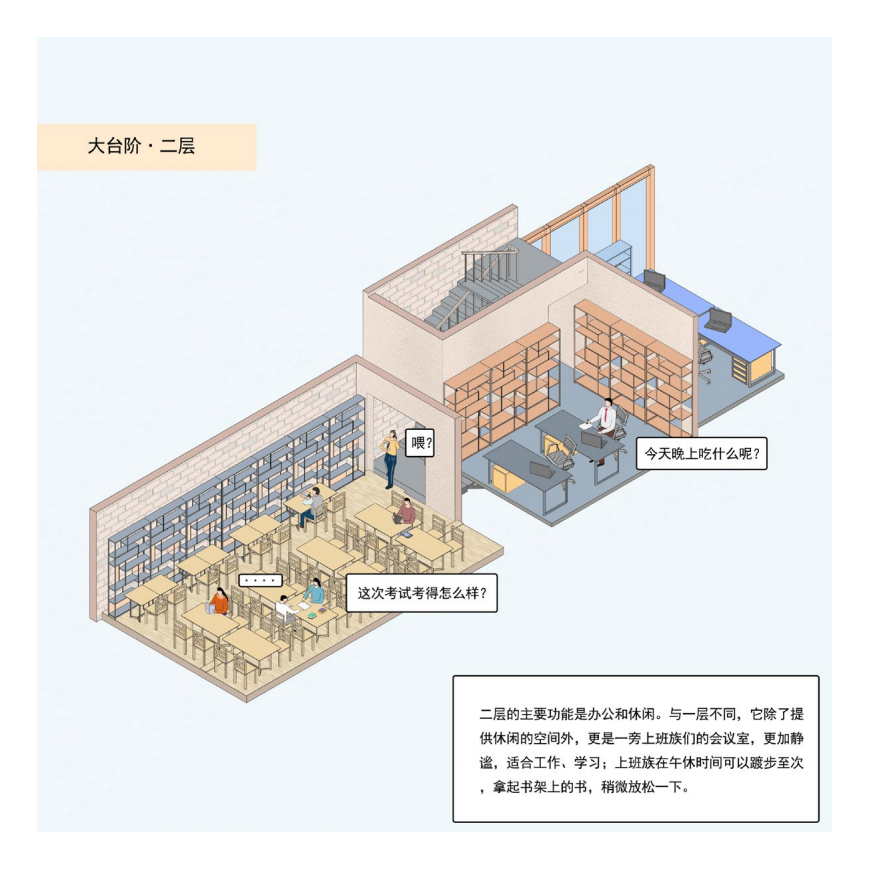 大台阶·二层
喂?
今天晚上吃什么呢?
····
这次考试考得怎么样?
二层的主要功能是办公和休闲。与一层不同，它除了提
供休闲的空间外，更是一旁上班族们的会议室，更加静
谧，适合工作、学习；上班族在午休时间可以踱步至次
，拿起书架上的书，稍微放松一下。